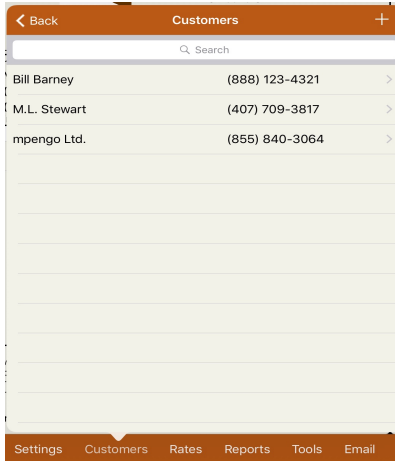 Back Customers +
Search
Bill Barney (888) 123-4321
M.L. Stewart (407) 709-3817
mpengo Ltd. (855) 840-3064
Settings Customers Rates Reports Tools Email